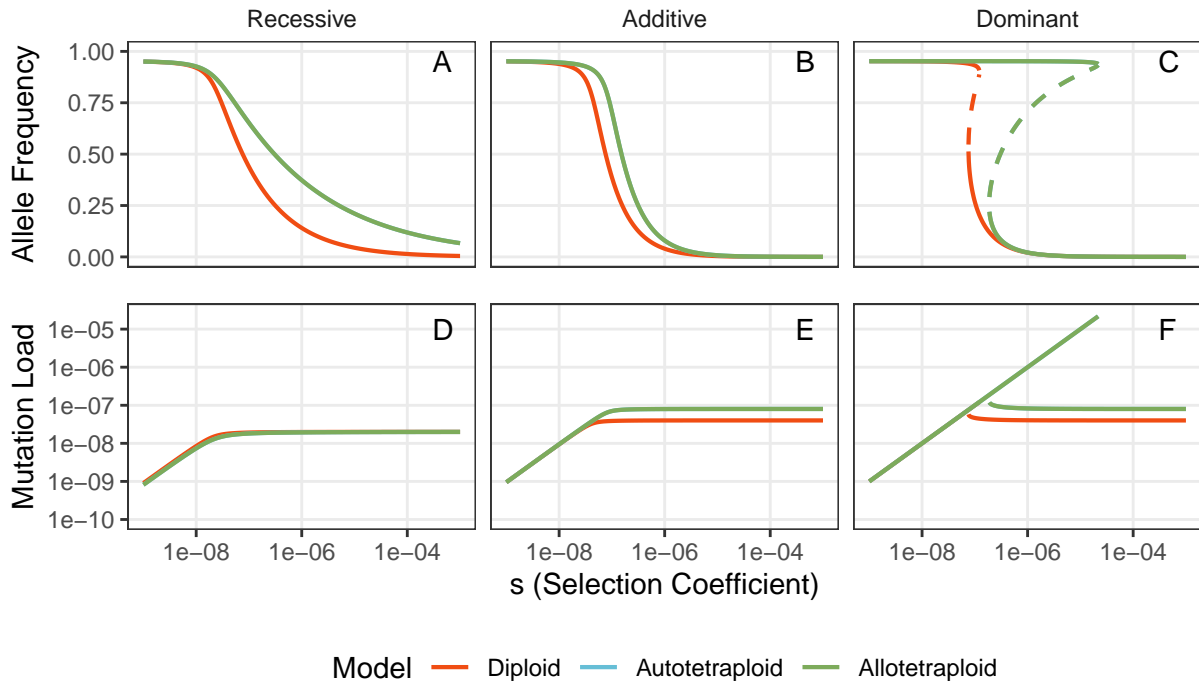 Recessive
Additive
Dominant
Allele Frequency
1.00
0.75
0.50
0.25
0.00
A
B
C
Mutation Load
1e−05
1e−06
1e−07
1e−08
1e−09
1e−10
D
E
F
1e−08 1e−06 1e−04
1e−08 1e−06 1e−04
1e−08 1e−06 1e−04
s (Selection Coefficient)
Model Diploid Autotetraploid Allotetraploid